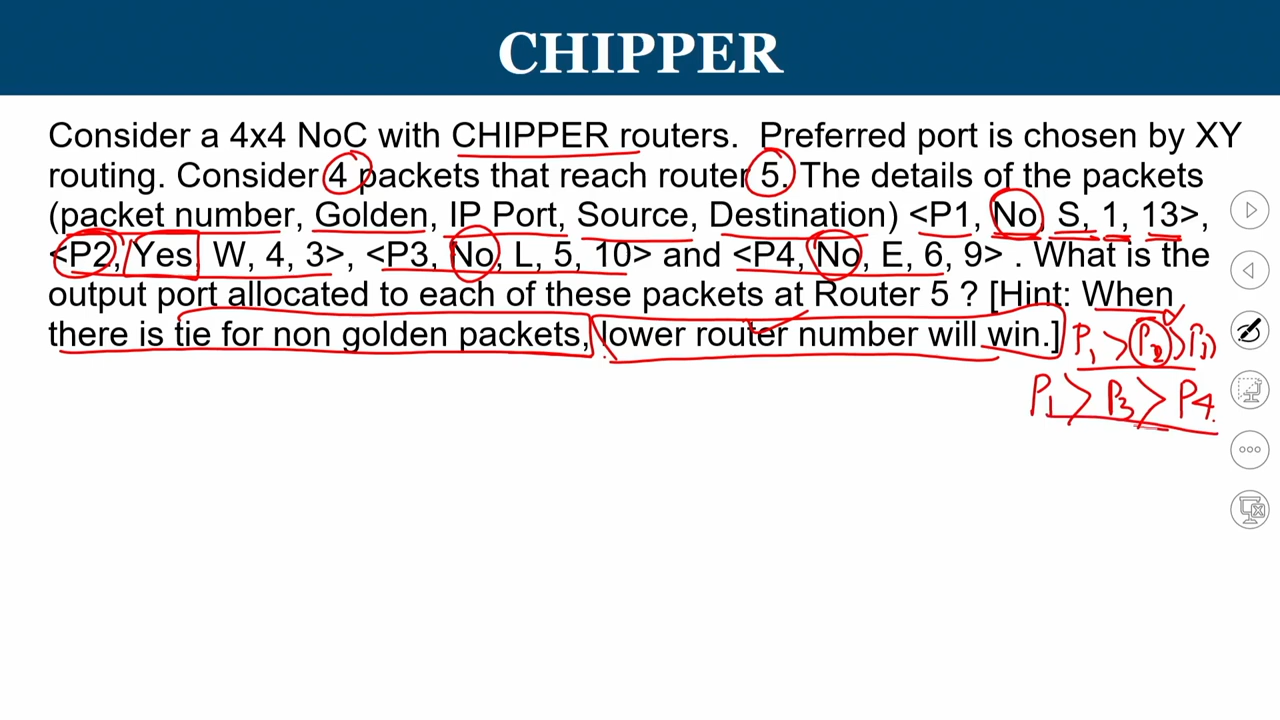 CHIPPER
Consider a 4x4 NoC with CHIPPER routers. Preferred port is chosen by XY
routing. Consider 4 packets that reach router 5. The details of the packets
(packet number, Golden, IP Port, Source, Destination) <P1, No, S, 1, 13>,
<P2, Yes, W, 4, 3>, <P3, No, L, 5, 10> and <P4, No, E, 6, 9> . What is the
output port allocated to each of these packets at Router 5 ? [Hint: When
there is tie for non golden packets, lower router number will win.]
P1 > P2 > P3
P1 > P3 > P4